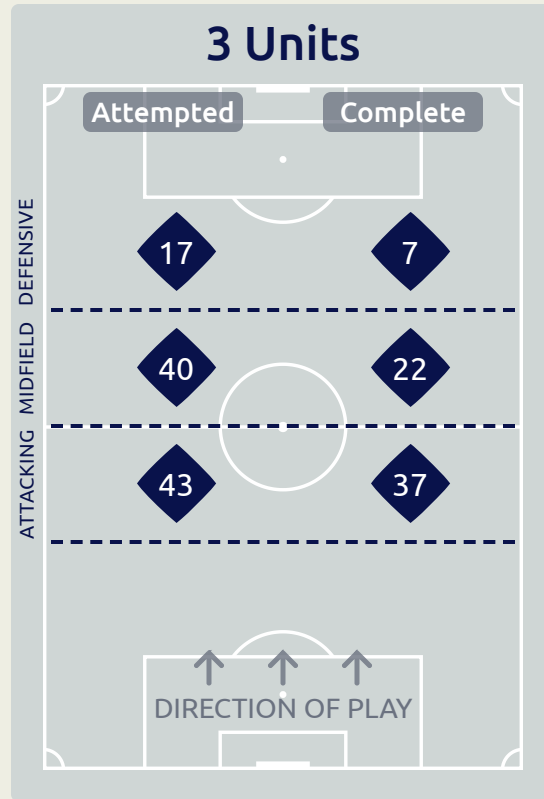 3 Units
Attempted Complete
DEFENSIVE
17 7
MIDFIELD
40 22
ATTACKING
43 37
DIRECTION OF PLAY